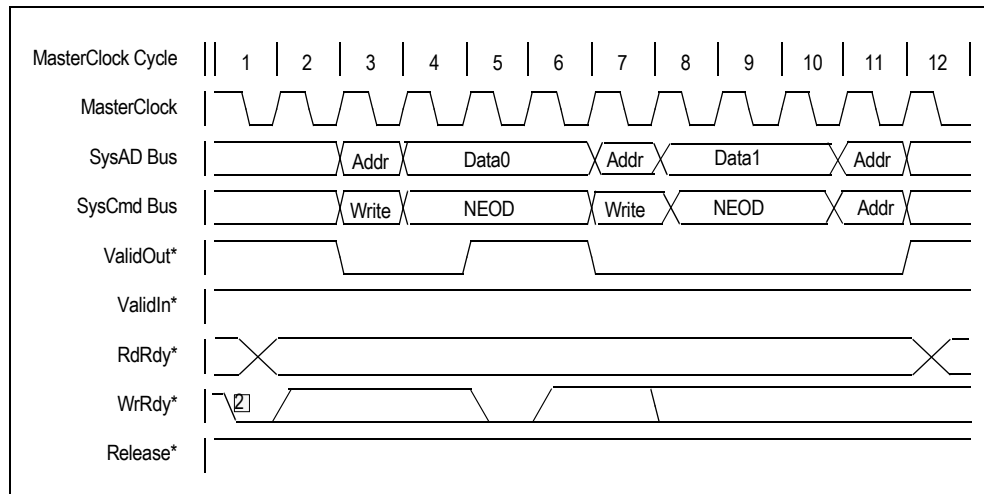 MasterClock Cycle 1 2 3 4 5 6 7 8 9 10 11 12
MasterClock
SysAD Bus Addr Data0 Addr Data1 Addr
SysCmd Bus Write NEOD Write NEOD Addr
ValidOut*
ValidIn*
RdRdy*
WrRdy* 2
Release*